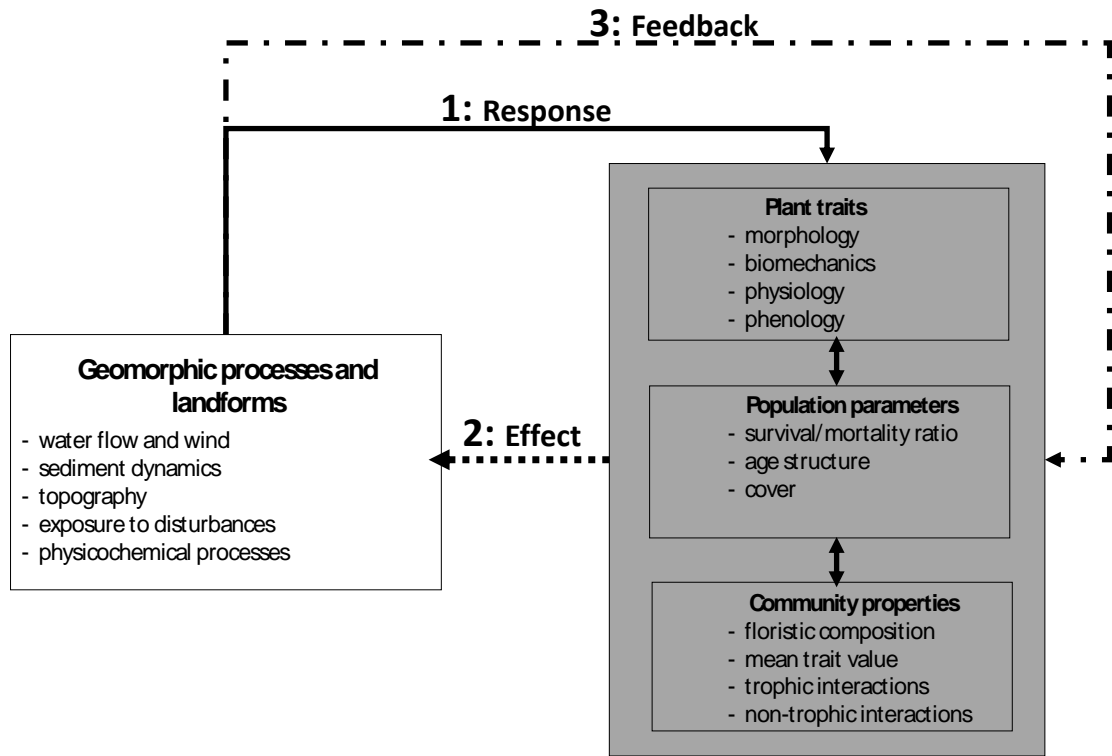 3: Feedback
1: Response
Plant traits
- morphology
- biomechanics
- physiology
- phenology
Geomorphic processes and
landforms
- water flow and wind
- sediment dynamics
- topography
- exposure to disturbances
- physicochemical processes
2: Effect
Population parameters
- survival/mortality ratio
- age structure
- cover
Community properties
- floristic composition
- mean trait value
- trophic interactions
- non-trophic interactions